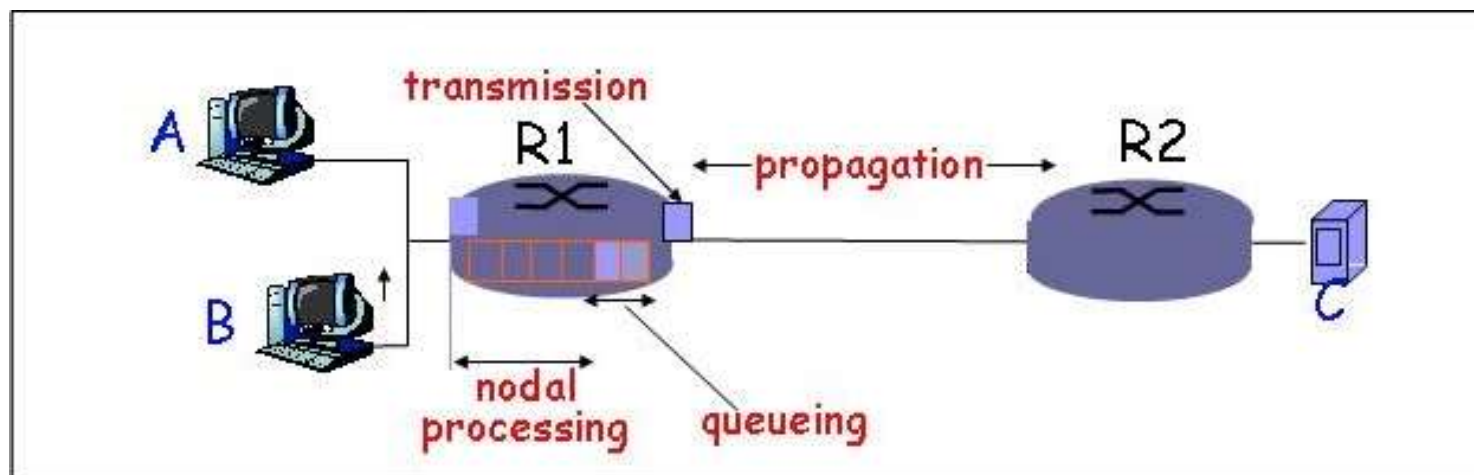 transmission
A
R1
R2
propagation
B
C
nodal
processing
queueing